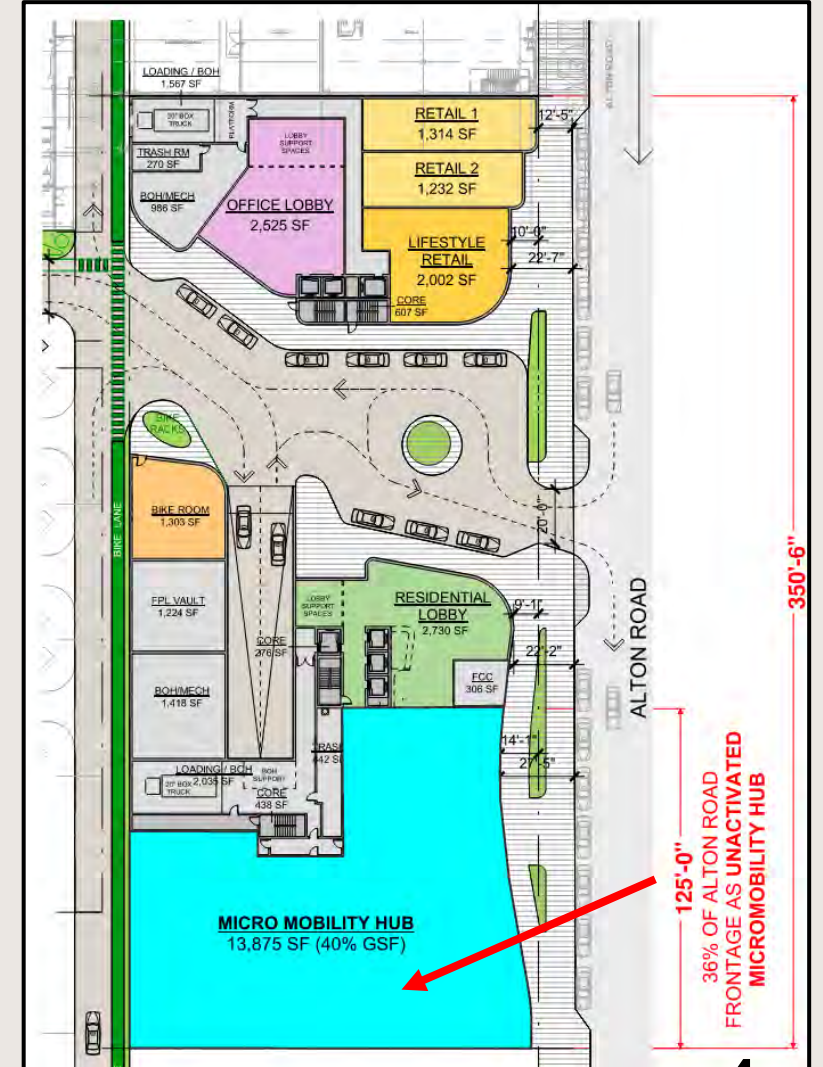 LOADING / BOH
1,567 SF
20' BOX
TRUCK
PLATFORM
TRASH RM
270 SF
BOH/MECH
986 SF
LOBBY
SUPPORT
SPACES
OFFICE LOBBY
2,525 SF
RETAIL 1
1,314 SF
RETAIL 2
1,232 SF
LIFESTYLE
RETAIL
2,002 SF
CORE
607 SF
12'-5"
10'-0"
22'-7"
ALTON ROAD
BIKE
RACKS
BIKE LANE
BIKE ROOM
1,303 SF
FPL VAULT
1,224 SF
BOH/MECH
1,418 SF
CORE
276 SF
LOBBY
SUPPORT
SPACES
RESIDENTIAL
LOBBY
2,730 SF
FCC
306 SF
20'-0"
9'-1"
22'-2"
14'-1"
27'-5"
TRASH
442 SF
LOADING / BOH
2,035 SF
20' BOX
TRUCK
BOH
SUPPORT
CORE
438 SF
MICRO MOBILITY HUB
13,875 SF (40% GSF)
ALTON ROAD
350'-6"
125'-0"
36% OF ALTON ROAD
FRONTAGE AS UNACTIVATED
MICROMOBILITY HUB